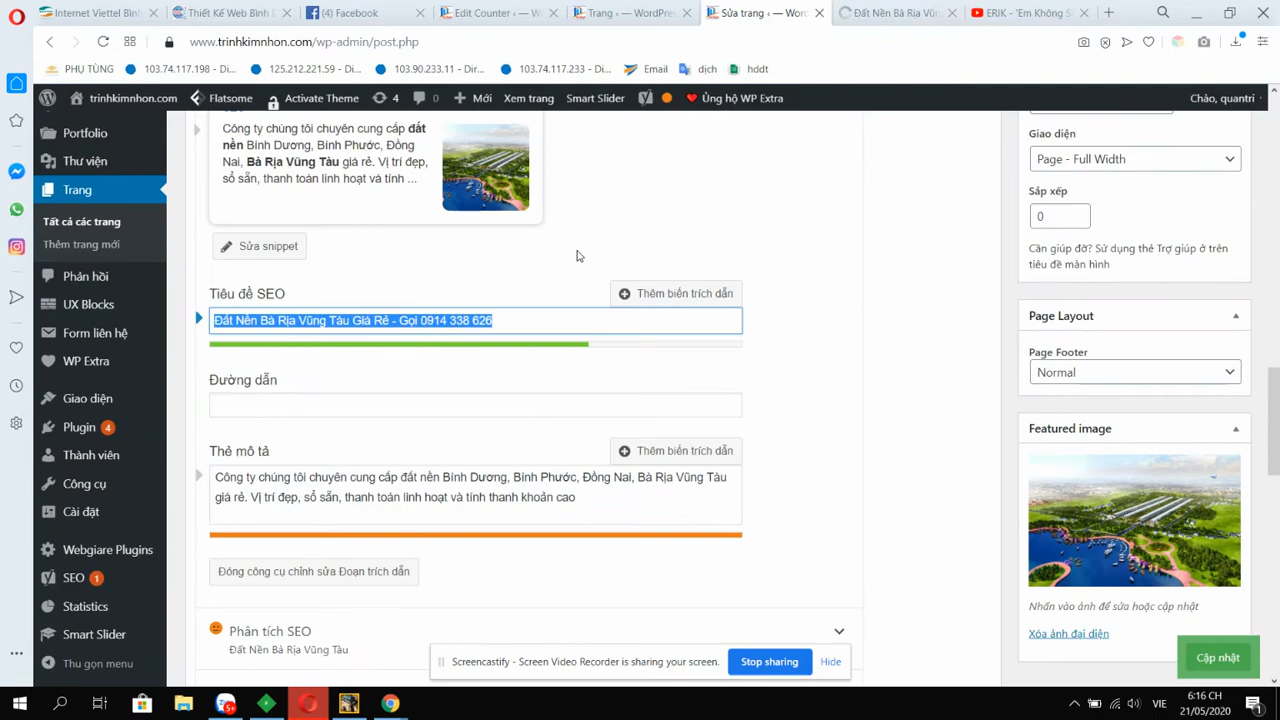 Internet Viettel Bình
Thiết Kế Web Bình D
(4) Facebook
Edit Counter ‹ — Wo
Trang ‹ — WordPres
Sửa trang ‹ — Word
Đất Nền Bà Rịa Vũng
ERIK - 'Em Không Sa
www.trinhkimnhon.com/wp-admin/post.php
PHỤ TÙNG
103.74.117.198 - Di...
125.212.221.59 - Di...
103.90.233.11 - Dir...
103.74.117.233 - Di...
Email
dịch
hddt
trinhkimnhon.com
Flatsome
Activate Theme
4
0
Mới
Xem trang
Smart Slider
Ủng hộ WP Extra
Chào, quantri
Portfolio
Thư viện
Trang
Tất cả các trang
Thêm trang mới
Phản hồi
UX Blocks
Form liên hệ
WP Extra
Giao diện
Plugin 4
Thành viên
Công cụ
Cài đặt
Webgiare Plugins
SEO 1
Statistics
Smart Slider
Thu gọn menu
Công ty chúng tôi chuyên cung cấp đất
nền Bình Dương, Bình Phước, Đồng
Nai, Bà Rịa Vũng Tàu giá rẻ. Vị trí đẹp,
sổ sẵn, thanh toán linh hoạt và tính ...
Sửa snippet
Tiêu đề SEO
Thêm biến trích dẫn
Đất Nền Bà Rịa Vũng Tàu Giá Rẻ - Gọi 0914 338 626
Đường dẫn
Thẻ mô tả
Thêm biến trích dẫn
Công ty chúng tôi chuyên cung cấp đất nền Bình Dương, Bình Phước, Đồng Nai, Bà Rịa Vũng Tàu
giá rẻ. Vị trí đẹp, sổ sẵn, thanh toán linh hoạt và tính thanh khoản cao
Đóng công cụ chỉnh sửa Đoạn trích dẫn
Phân tích SEO
Đất Nền Bà Rịa Vũng Tàu
Giao diện
Page - Full Width
Sắp xếp
0
Cần giúp đỡ? Sử dụng thẻ Trợ giúp ở trên
tiêu đề màn hình
Page Layout
Page Footer
Normal
Featured image
Nhấn vào ảnh để sửa hoặc cập nhật
Xóa ảnh đại diện
Cập nhật
Screencastify - Screen Video Recorder is sharing your screen.
Stop sharing
Hide
5+
VIE
6:16 CH
21/05/2020
1